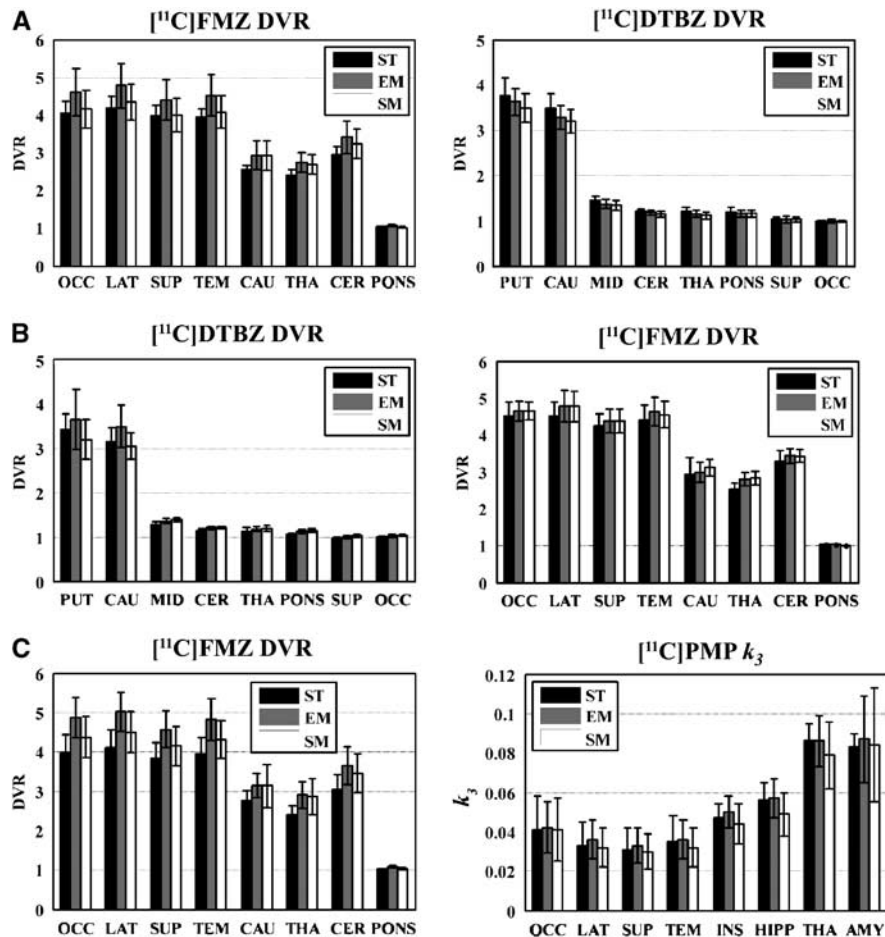 A
[¹¹C]FMZ DVR
DVR
6
5
4
3
2
1
0
ST
EM
SM
OCC LAT SUP TEM CAU THA CER PONS
[¹¹C]DTBZ DVR
DVR
5
4
3
2
1
0
ST
EM
SM
PUT CAU MID CER THA PONS SUP OCC
B
[¹¹C]DTBZ DVR
DVR
5
4
3
2
1
0
ST
EM
SM
PUT CAU MID CER THA PONS SUP OCC
[¹¹C]FMZ DVR
DVR
6
5
4
3
2
1
0
ST
EM
SM
OCC LAT SUP TEM CAU THA CER PONS
C
[¹¹C]FMZ DVR
DVR
6
5
4
3
2
1
0
ST
EM
SM
OCC LAT SUP TEM CAU THA CER PONS
[¹¹C]PMP k₃
k₃
0.12
0.1
0.08
0.06
0.04
0.02
0
ST
EM
SM
OCC LAT SUP TEM INS HIPP THA AMY